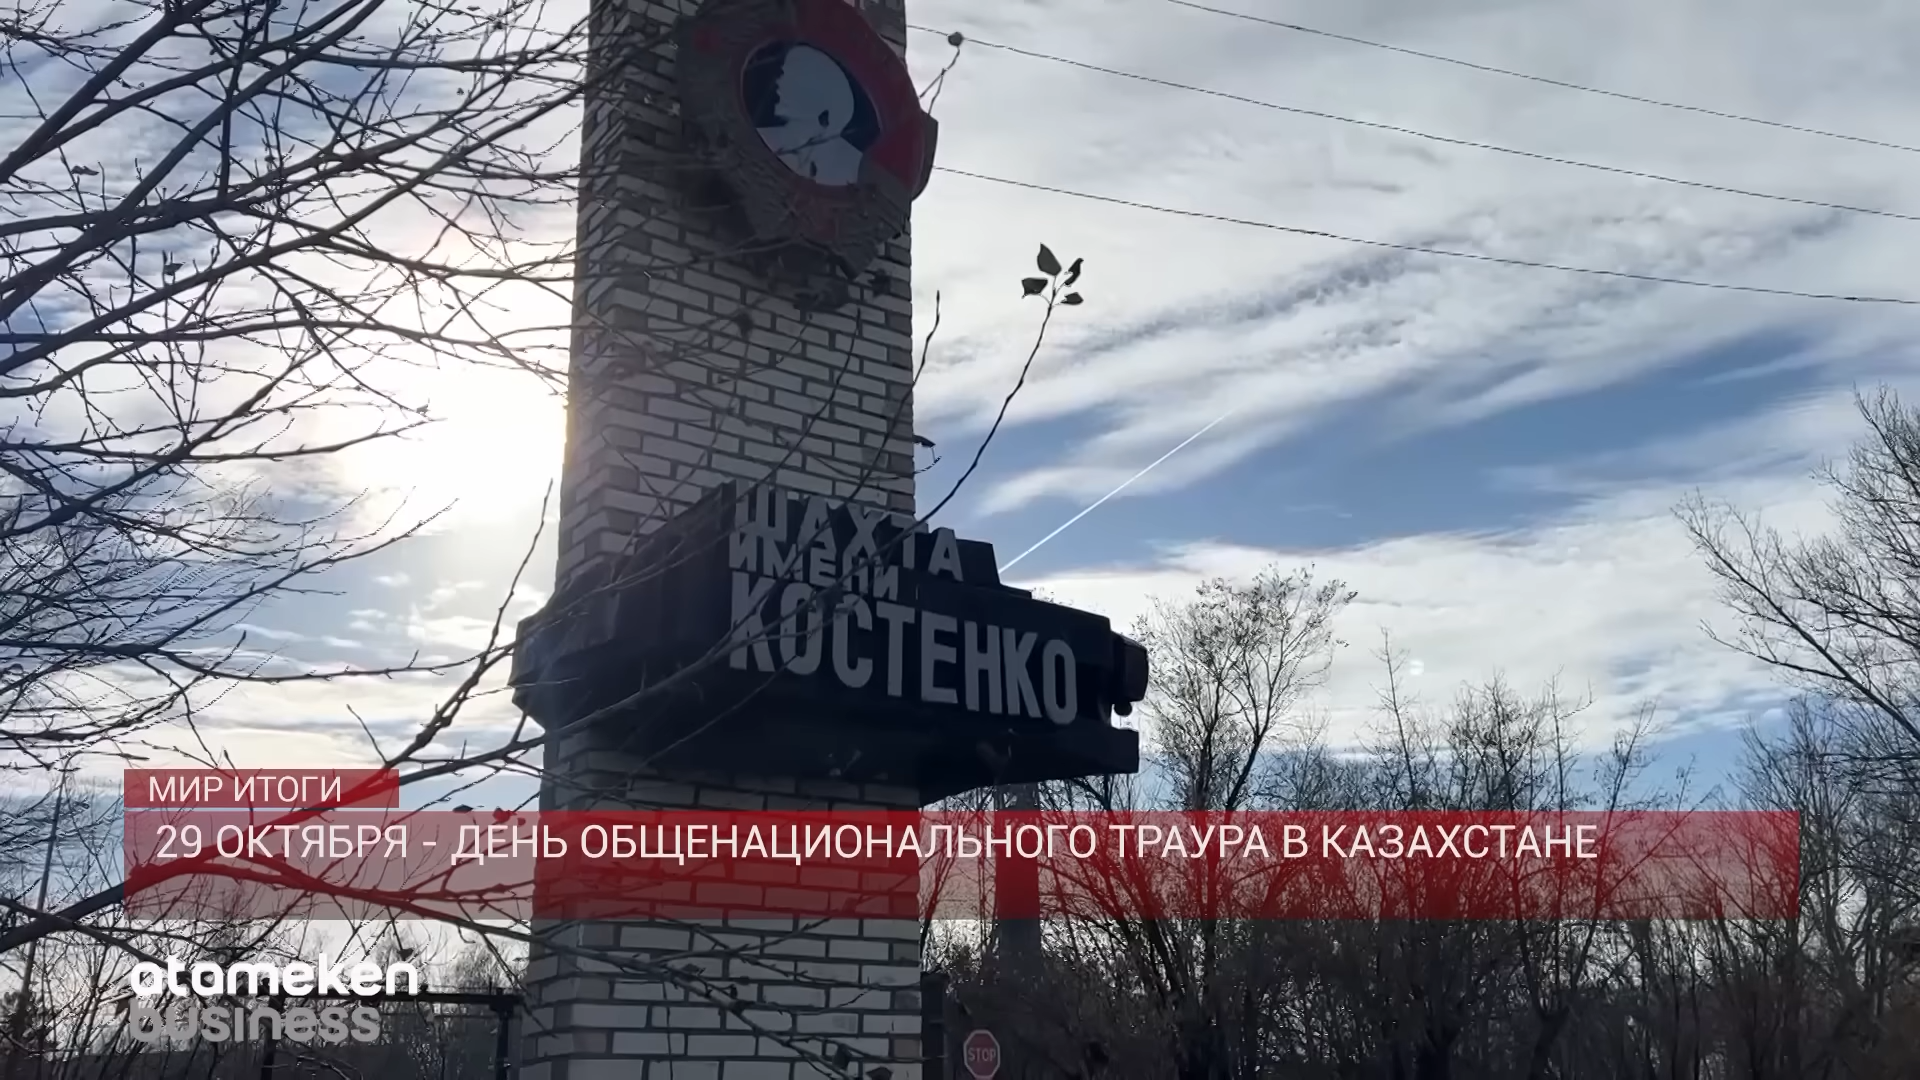 ШАХТА
ИМЕНИ
КОСТЕНКО
МИР ИТОГИ
29 ОКТЯБРЯ - ДЕНЬ ОБЩЕНАЦИОНАЛЬНОГО ТРАУРА В КАЗАХСТАНЕ
atameken
business
STOP